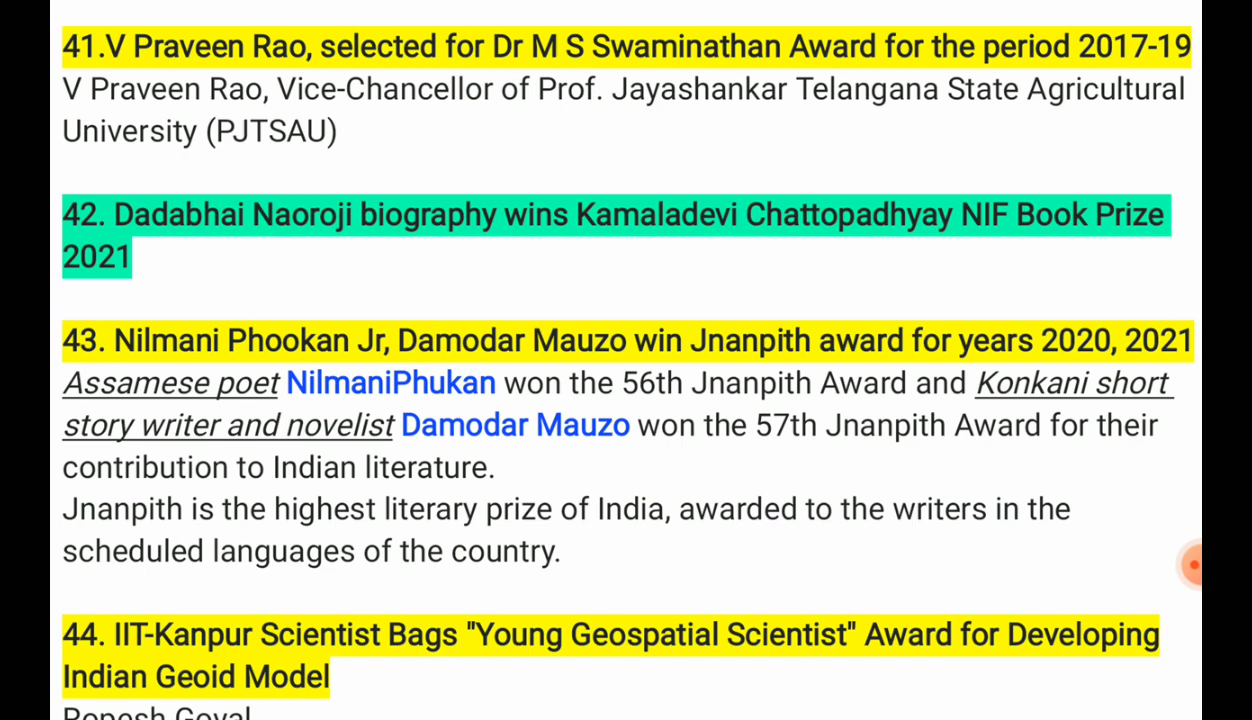 41.V Praveen Rao, selected for Dr M S Swaminathan Award for the period 2017-19
V Praveen Rao, Vice-Chancellor of Prof. Jayashankar Telangana State Agricultural
University (PJTSAU)
42. Dadabhai Naoroji biography wins Kamaladevi Chattopadhyay NIF Book Prize
2021
43. Nilmani Phookan Jr, Damodar Mauzo win Jnanpith award for years 2020, 2021
Assamese poet NilmaniPhukan won the 56th Jnanpith Award and Konkani short
story writer and novelist Damodar Mauzo won the 57th Jnanpith Award for their
contribution to Indian literature.
Jnanpith is the highest literary prize of India, awarded to the writers in the
scheduled languages of the country.
44. IIT-Kanpur Scientist Bags "Young Geospatial Scientist" Award for Developing
Indian Geoid Model
Ropesh Goyal